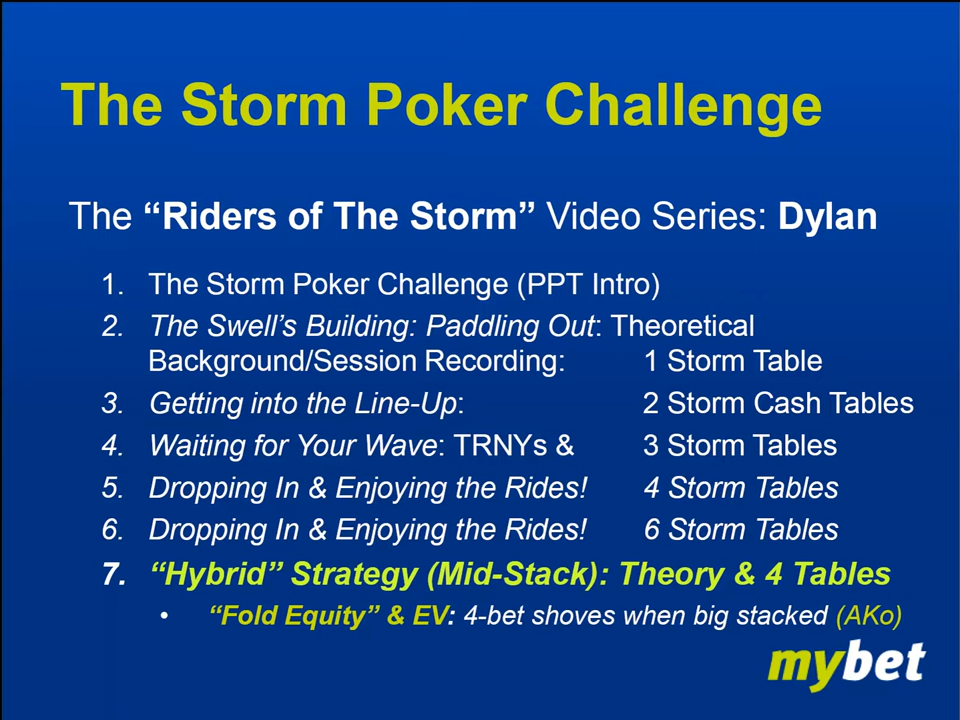 The Storm Poker Challenge
The “Riders of The Storm” Video Series: Dylan
1. The Storm Poker Challenge (PPT Intro)
2. The Swell’s Building: Paddling Out: Theoretical
Background/Session Recording: 1 Storm Table
3. Getting into the Line-Up: 2 Storm Cash Tables
4. Waiting for Your Wave: TRNYs & 3 Storm Tables
5. Dropping In & Enjoying the Rides! 4 Storm Tables
6. Dropping In & Enjoying the Rides! 6 Storm Tables
7. “Hybrid” Strategy (Mid-Stack): Theory & 4 Tables
• “Fold Equity” & EV: 4-bet shoves when big stacked (AKo)
mybet